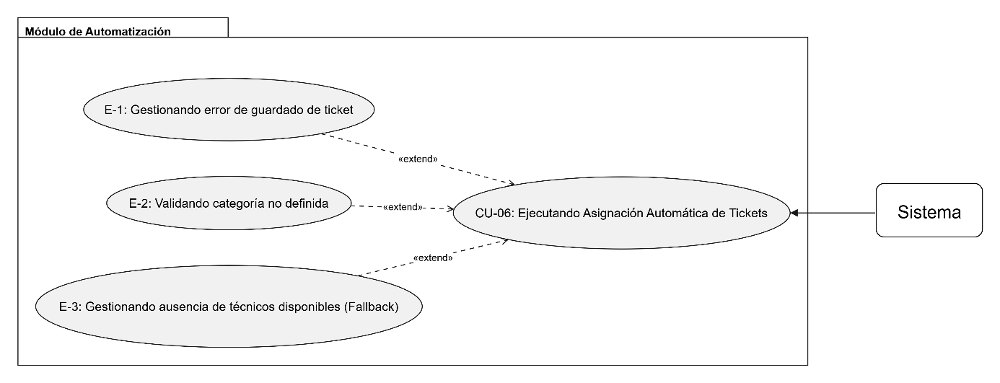 Módulo de Automatización
E-1: Gestionando error de guardado de ticket
«extend»
E-2: Validando categoría no definida
«extend»
CU-06: Ejecutando Asignación Automática de Tickets
Sistema
«extend»
E-3: Gestionando ausencia de técnicos disponibles (Fallback)